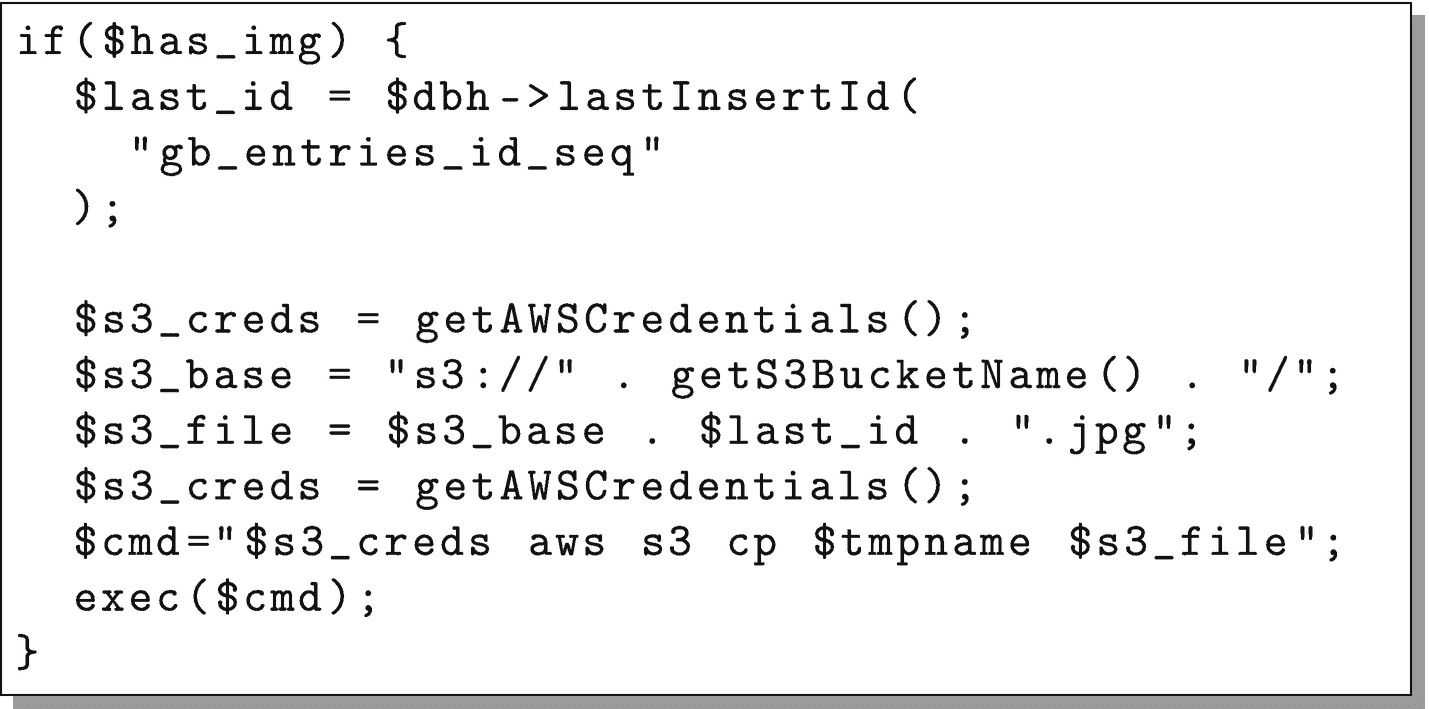 if($has_img) {
  $last_id = $dbh->lastInsertId(
    "gb_entries_id_seq"
  );

  $s3_creds = getAWSCredentials();
  $s3_base = "s3://" . getS3BucketName() . "/";
  $s3_file = $s3_base . $last_id . ".jpg";
  $s3_creds = getAWSCredentials();
  $cmd="$s3_creds aws s3 cp $tmpname $s3_file";
  exec($cmd);
}